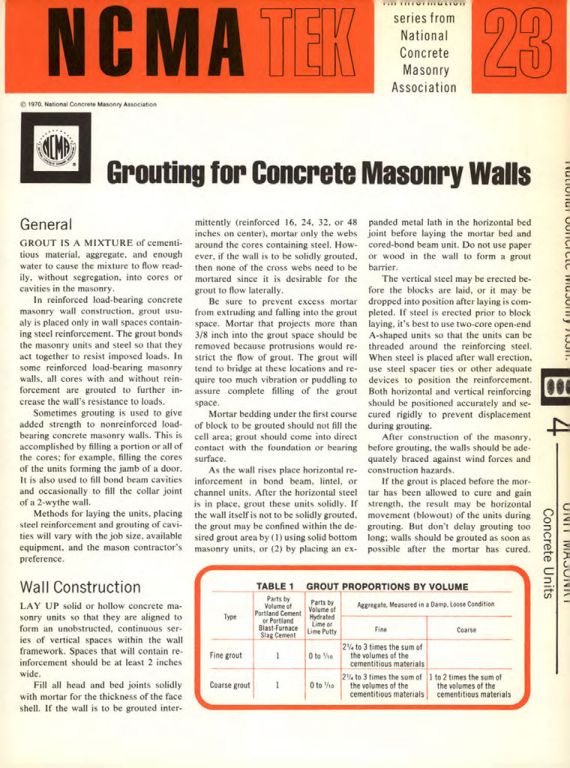 NCMA TEK
series from
National
Concrete
Masonry
Association
23
© 1970, National Concrete Masonry Association
NCMA
®
Grouting for Concrete Masonry Walls
General
GROUT IS A MIXTURE of cementi-
tious material, aggregate, and enough
water to cause the mixture to flow read-
ily, without segregation, into cores or
cavities in the masonry.
In reinforced load-bearing concrete
masonry wall construction, grout usu-
aly is placed only in wall spaces contain-
ing steel reinforcement. The grout bonds
the masonry units and steel so that they
act together to resist imposed loads. In
some reinforced load-bearing masonry
walls, all cores with and without rein-
forcement are grouted to further in-
crease the wall's resistance to loads.
Sometimes grouting is used to give
added strength to nonreinforced load-
bearing concrete masonry walls. This is
accomplished by filling a portion or all of
the cores; for example, filling the cores
of the units forming the jamb of a door.
It is also used to fill bond beam cavities
and occasionally to fill the collar joint
of a 2-wythe wall.
Methods for laying the units, placing
steel reinforcement and grouting of cavi-
ties will vary with the job size, available
equipment, and the mason contractor's
preference.
Wall Construction
LAY UP solid or hollow concrete ma-
sonry units so that they are aligned to
form an unobstructed, continuous ser-
ies of vertical spaces within the wall
framework. Spaces that will contain re-
inforcement should be at least 2 inches
wide.
Fill all head and bed joints solidly
with mortar for the thickness of the face
shell. If the wall is to be grouted inter-
mittently (reinforced 16, 24, 32, or 48
inches on center), mortar only the webs
around the cores containing steel. How-
ever, if the wall is to be solidly grouted,
then none of the cross webs need to be
mortared since it is desirable for the
grout to flow laterally.
Be sure to prevent excess mortar
from extruding and falling into the grout
space. Mortar that projects more than
3/8 inch into the grout space should be
removed because protrusions would re-
strict the flow of grout. The grout will
tend to bridge at these locations and re-
quire too much vibration or puddling to
assure complete filling of the grout
space.
Mortar bedding under the first course
of block to be grouted should not fill the
cell area; grout should come into direct
contact with the foundation or bearing
surface.
As the wall rises place horizontal re-
inforcement in bond beam, lintel, or
channel units. After the horizontal steel
is in place, grout these units solidly. If
the wall itself is not to be solidly grouted,
the grout may be confined within the de-
sired grout area by (1) using solid bottom
masonry units, or (2) by placing an ex-
panded metal lath in the horizontal bed
joint before laying the mortar bed and
cored-bond beam unit. Do not use paper
or wood in the wall to form a grout
barrier.
The vertical steel may be erected be-
fore the blocks are laid, or it may be
dropped into position after laying is com-
pleted. If steel is erected prior to block
laying, it's best to use two-core open-end
A-shaped units so that the units can be
threaded around the reinforcing steel.
When steel is placed after wall erection,
use steel spacer ties or other adequate
devices to position the reinforcement.
Both horizontal and vertical reinforcing
should be positioned accurately and se-
cured rigidly to prevent displacement
during grouting.
After construction of the masonry,
before grouting, the walls should be ade-
quately braced against wind forces and
construction hazards.
If the grout is placed before the mor-
tar has been allowed to cure and gain
strength, the result may be horizontal
movement (blowout) of the units during
grouting. But don't delay grouting too
long; walls should be grouted as soon as
possible after the mortar has cured.
TABLE 1 GROUT PROPORTIONS BY VOLUME
Type
Parts by
Volume of
Portland Cement
or Portland
Blast-Furnace
Slag Cement
Parts by
Volume of
Hydrated
Lime or
Lime Putty
Aggregate, Measured in a Damp, Loose Condition
Fine
Coarse
Fine grout
1
0 to 1/10
2¼ to 3 times the sum of
the volumes of the
cementitious materials
Coarse grout
1
0 to 1/10
2¼ to 3 times the sum of
the volumes of the
cementitious materials
1 to 2 times the sum of
the volumes of the
cementitious materials
4
Concrete Units